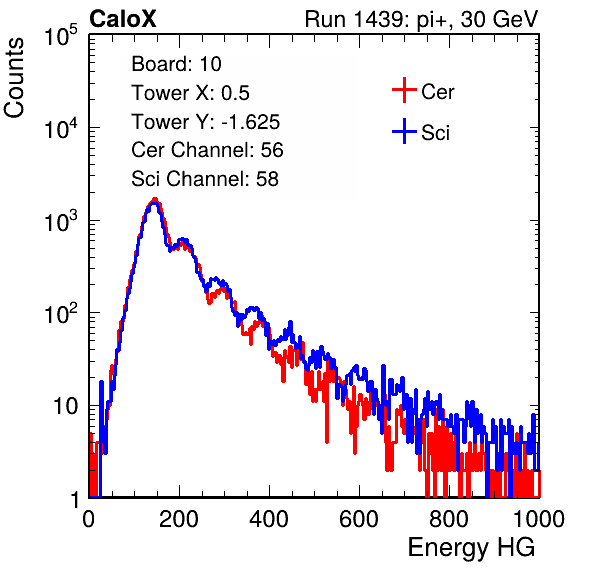 CaloX Run 1439: pi+, 30 GeV
Counts
10^5
10^4
10^3
10^2
10
1
Board: 10
Tower X: 0.5
Tower Y: -1.625
Cer Channel: 56
Sci Channel: 58
Cer
Sci
0 200 400 600 800 1000
Energy HG